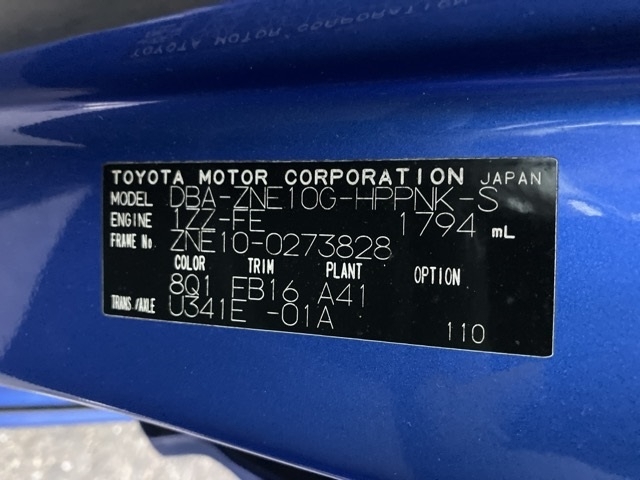 TOYOTA MOTOR CORPORATION JAPAN
MODEL DBA-ZNE10G-HPPNK-S
ENGINE 1ZZ-FE 1794 mL
FRAME No. ZNE10-0273828
COLOR TRIM PLANT OPTION
8Q1 FB16 A41
TRANS./AXLE U341E -01A
110